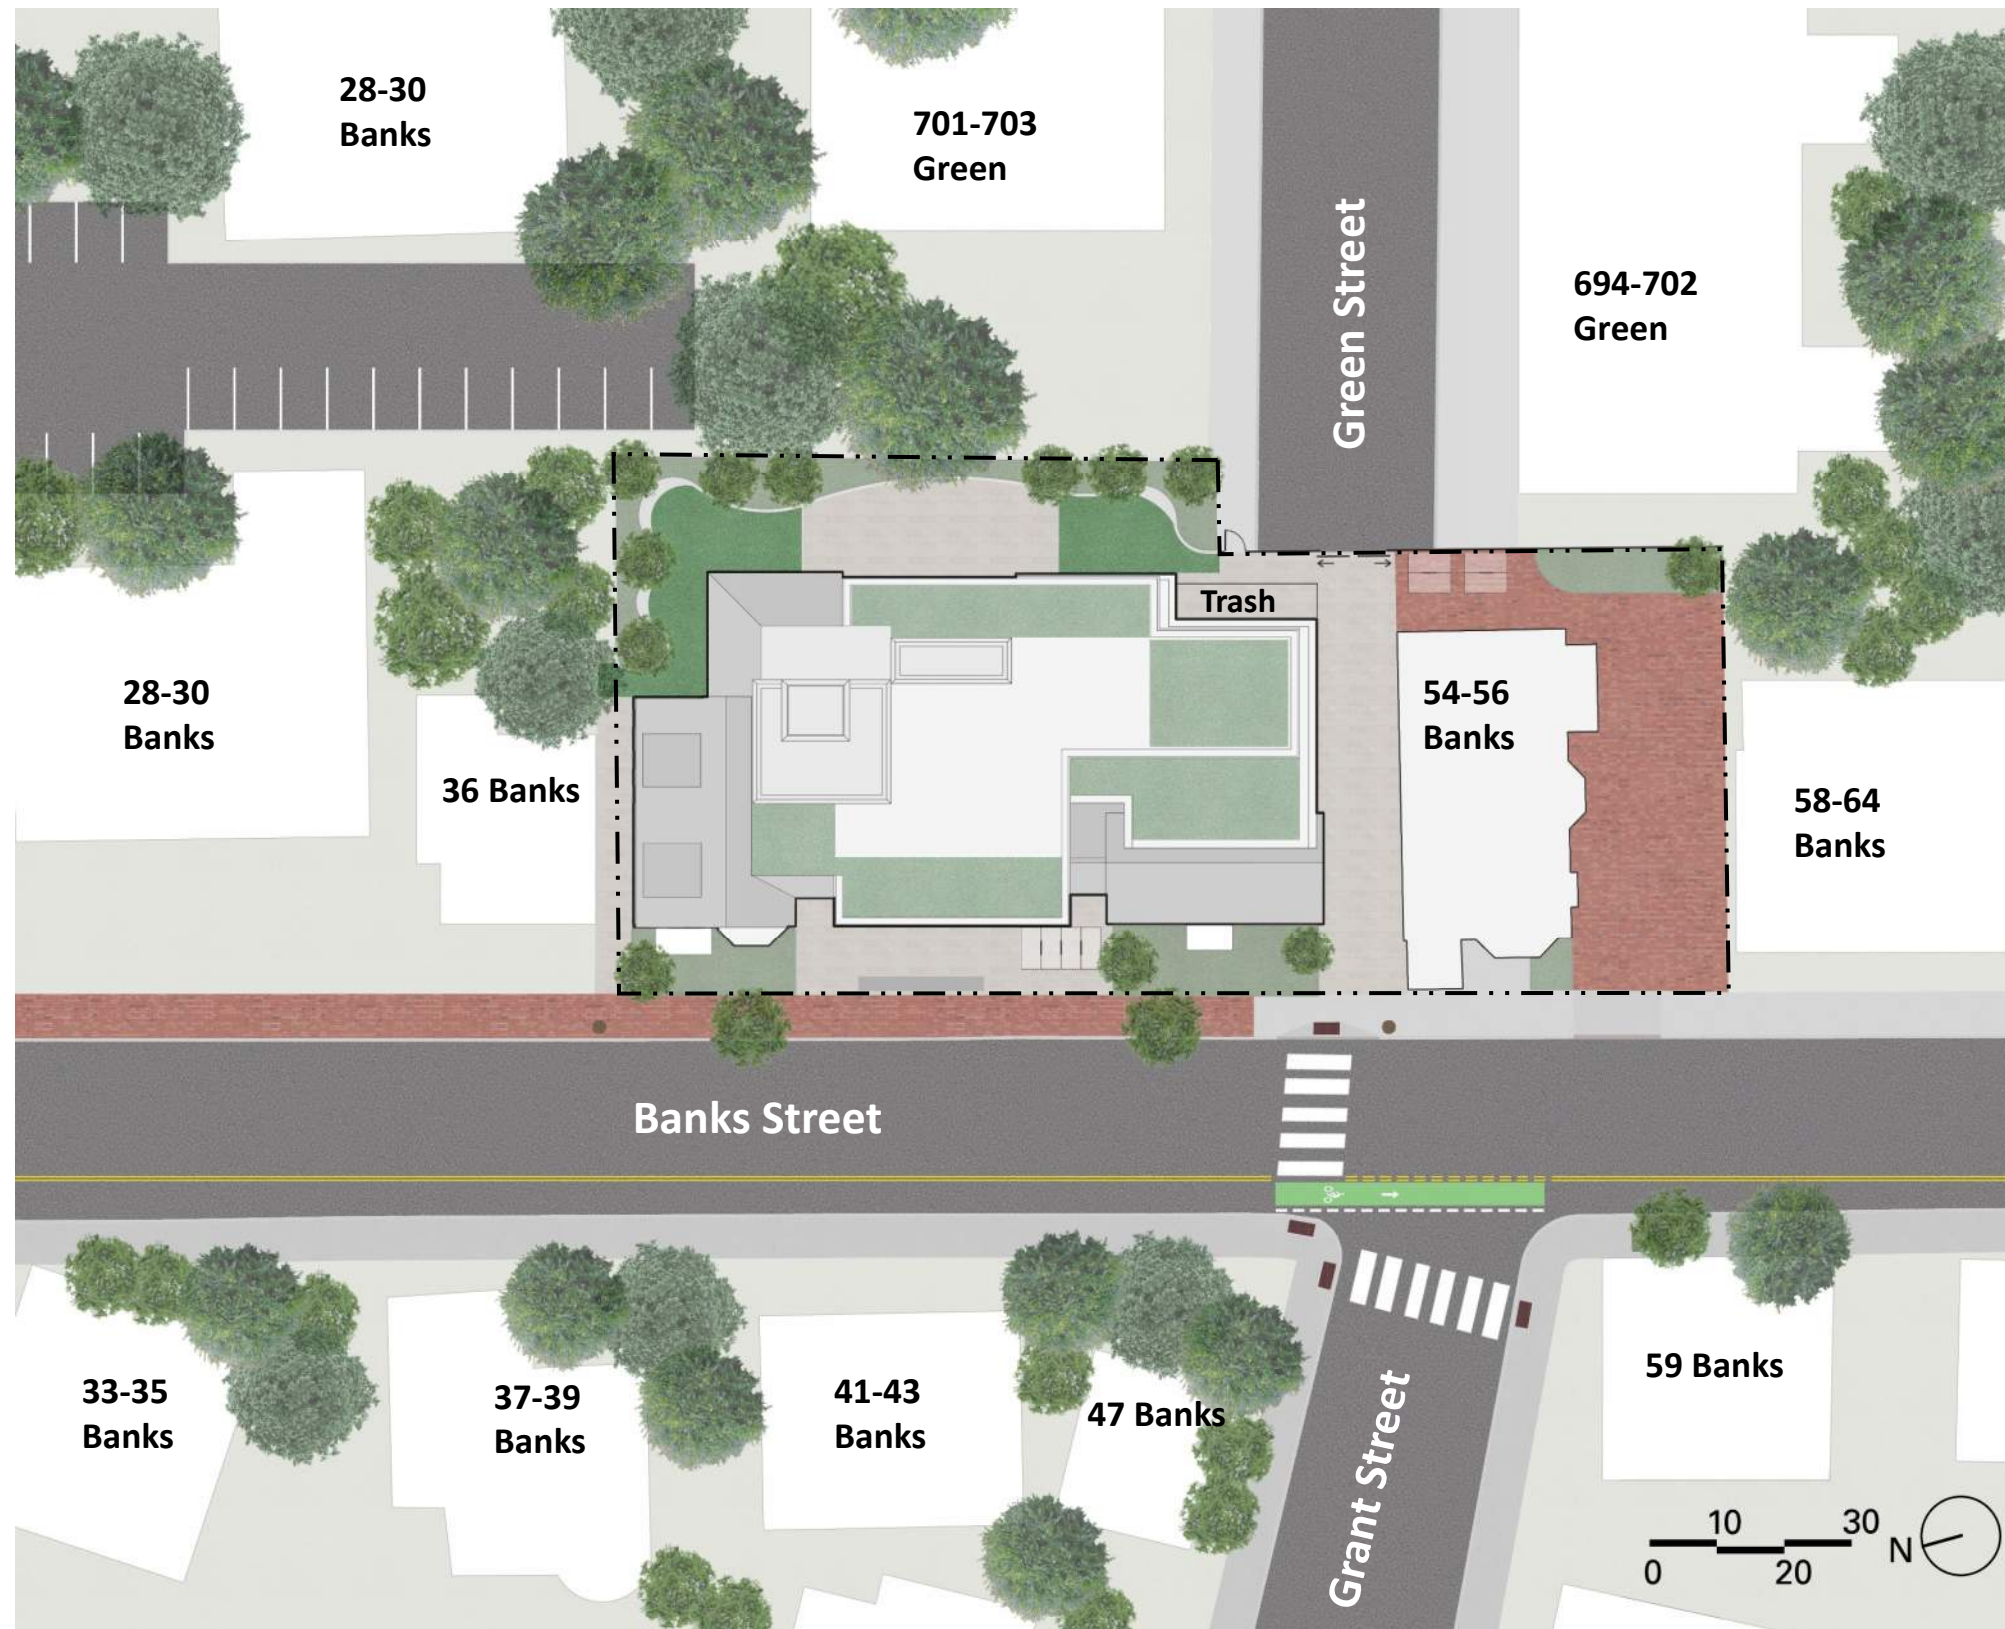 28-30
Banks
701-703
Green
Green Street
694-702
Green
Trash
28-30
Banks
36 Banks
54-56
Banks
58-64
Banks
Banks Street
33-35
Banks
37-39
Banks
41-43
Banks
47 Banks
Grant Street
59 Banks
10 30
0 20
N